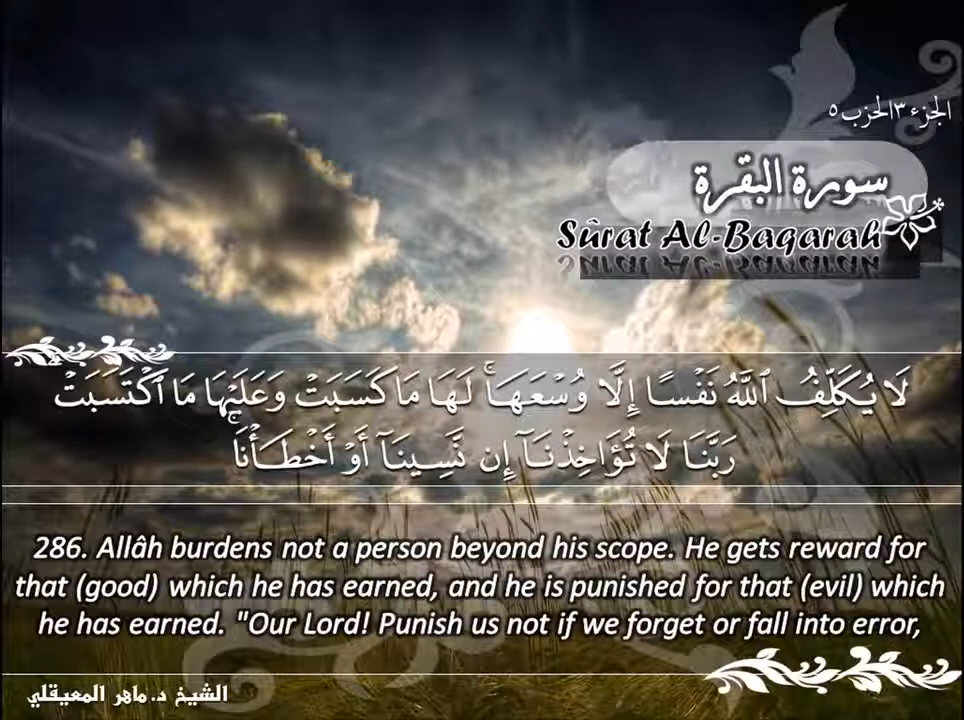 الجزء ٣ الحزب ٥
سورة البقرة
Sûrat Al-Baqarah
لَا يُكَلِّفُ ٱللَّهُ نَفْسًا إِلَّا وُسْعَهَا ۚ لَهَا مَا كَسَبَتْ وَعَلَيْهَا مَا ٱكْتَسَبَتْ ۗ
رَبَّنَا لَا تُؤَاخِذْنَآ إِن نَّسِينَآ أَوْ أَخْطَأْنَا ۚ
286. Allâh burdens not a person beyond his scope. He gets reward for
that (good) which he has earned, and he is punished for that (evil) which
he has earned. "Our Lord! Punish us not if we forget or fall into error,
الشيخ د. ماهر المعيقلي